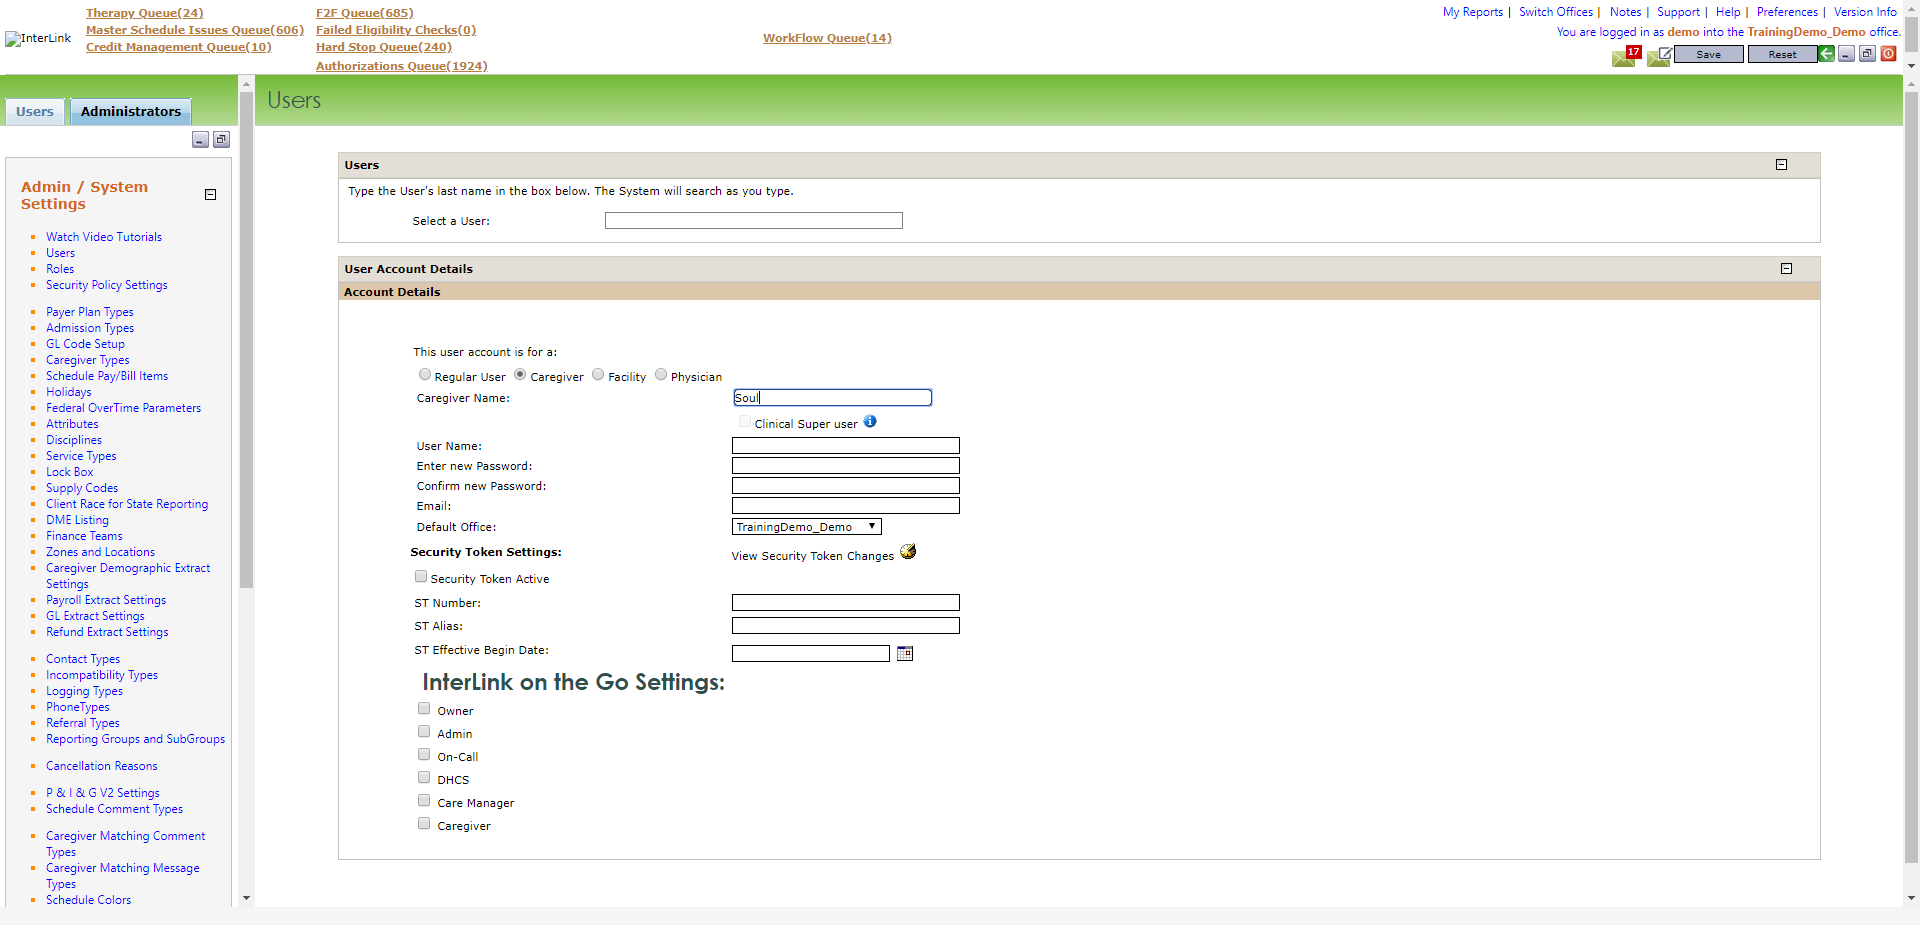 InterLink
Therapy Queue(24)
Master Schedule Issues Queue(606)
Credit Management Queue(10)
F2F Queue(685)
Failed Eligibility Checks(0)
Hard Stop Queue(240)
Authorizations Queue(1924)
WorkFlow Queue(14)
My Reports | Switch Offices | Notes | Support | Help | Preferences | Version Info
You are logged in as demo into the TrainingDemo_Demo office.
17
Save
Reset
Users
Administrators
Admin / System
Settings
Watch Video Tutorials
Users
Roles
Security Policy Settings
Payer Plan Types
Admission Types
GL Code Setup
Caregiver Types
Schedule Pay/Bill Items
Holidays
Federal OverTime Parameters
Attributes
Disciplines
Service Types
Lock Box
Supply Codes
Client Race for State Reporting
DME Listing
Finance Teams
Zones and Locations
Caregiver Demographic Extract
Settings
Payroll Extract Settings
GL Extract Settings
Refund Extract Settings
Contact Types
Incompatibility Types
Logging Types
PhoneTypes
Referral Types
Reporting Groups and SubGroups
Cancellation Reasons
P & I & G V2 Settings
Schedule Comment Types
Caregiver Matching Comment
Types
Caregiver Matching Message
Types
Schedule Colors
Users
Users
Type the User's last name in the box below. The System will search as you type.
Select a User:
User Account Details
Account Details
This user account is for a:
Regular User Caregiver Facility Physician
Caregiver Name: Soul
Clinical Super user
User Name:
Enter new Password:
Confirm new Password:
Email:
Default Office: TrainingDemo_Demo
Security Token Settings: View Security Token Changes
Security Token Active
ST Number:
ST Alias:
ST Effective Begin Date:
InterLink on the Go Settings:
Owner
Admin
On-Call
DHCS
Care Manager
Caregiver